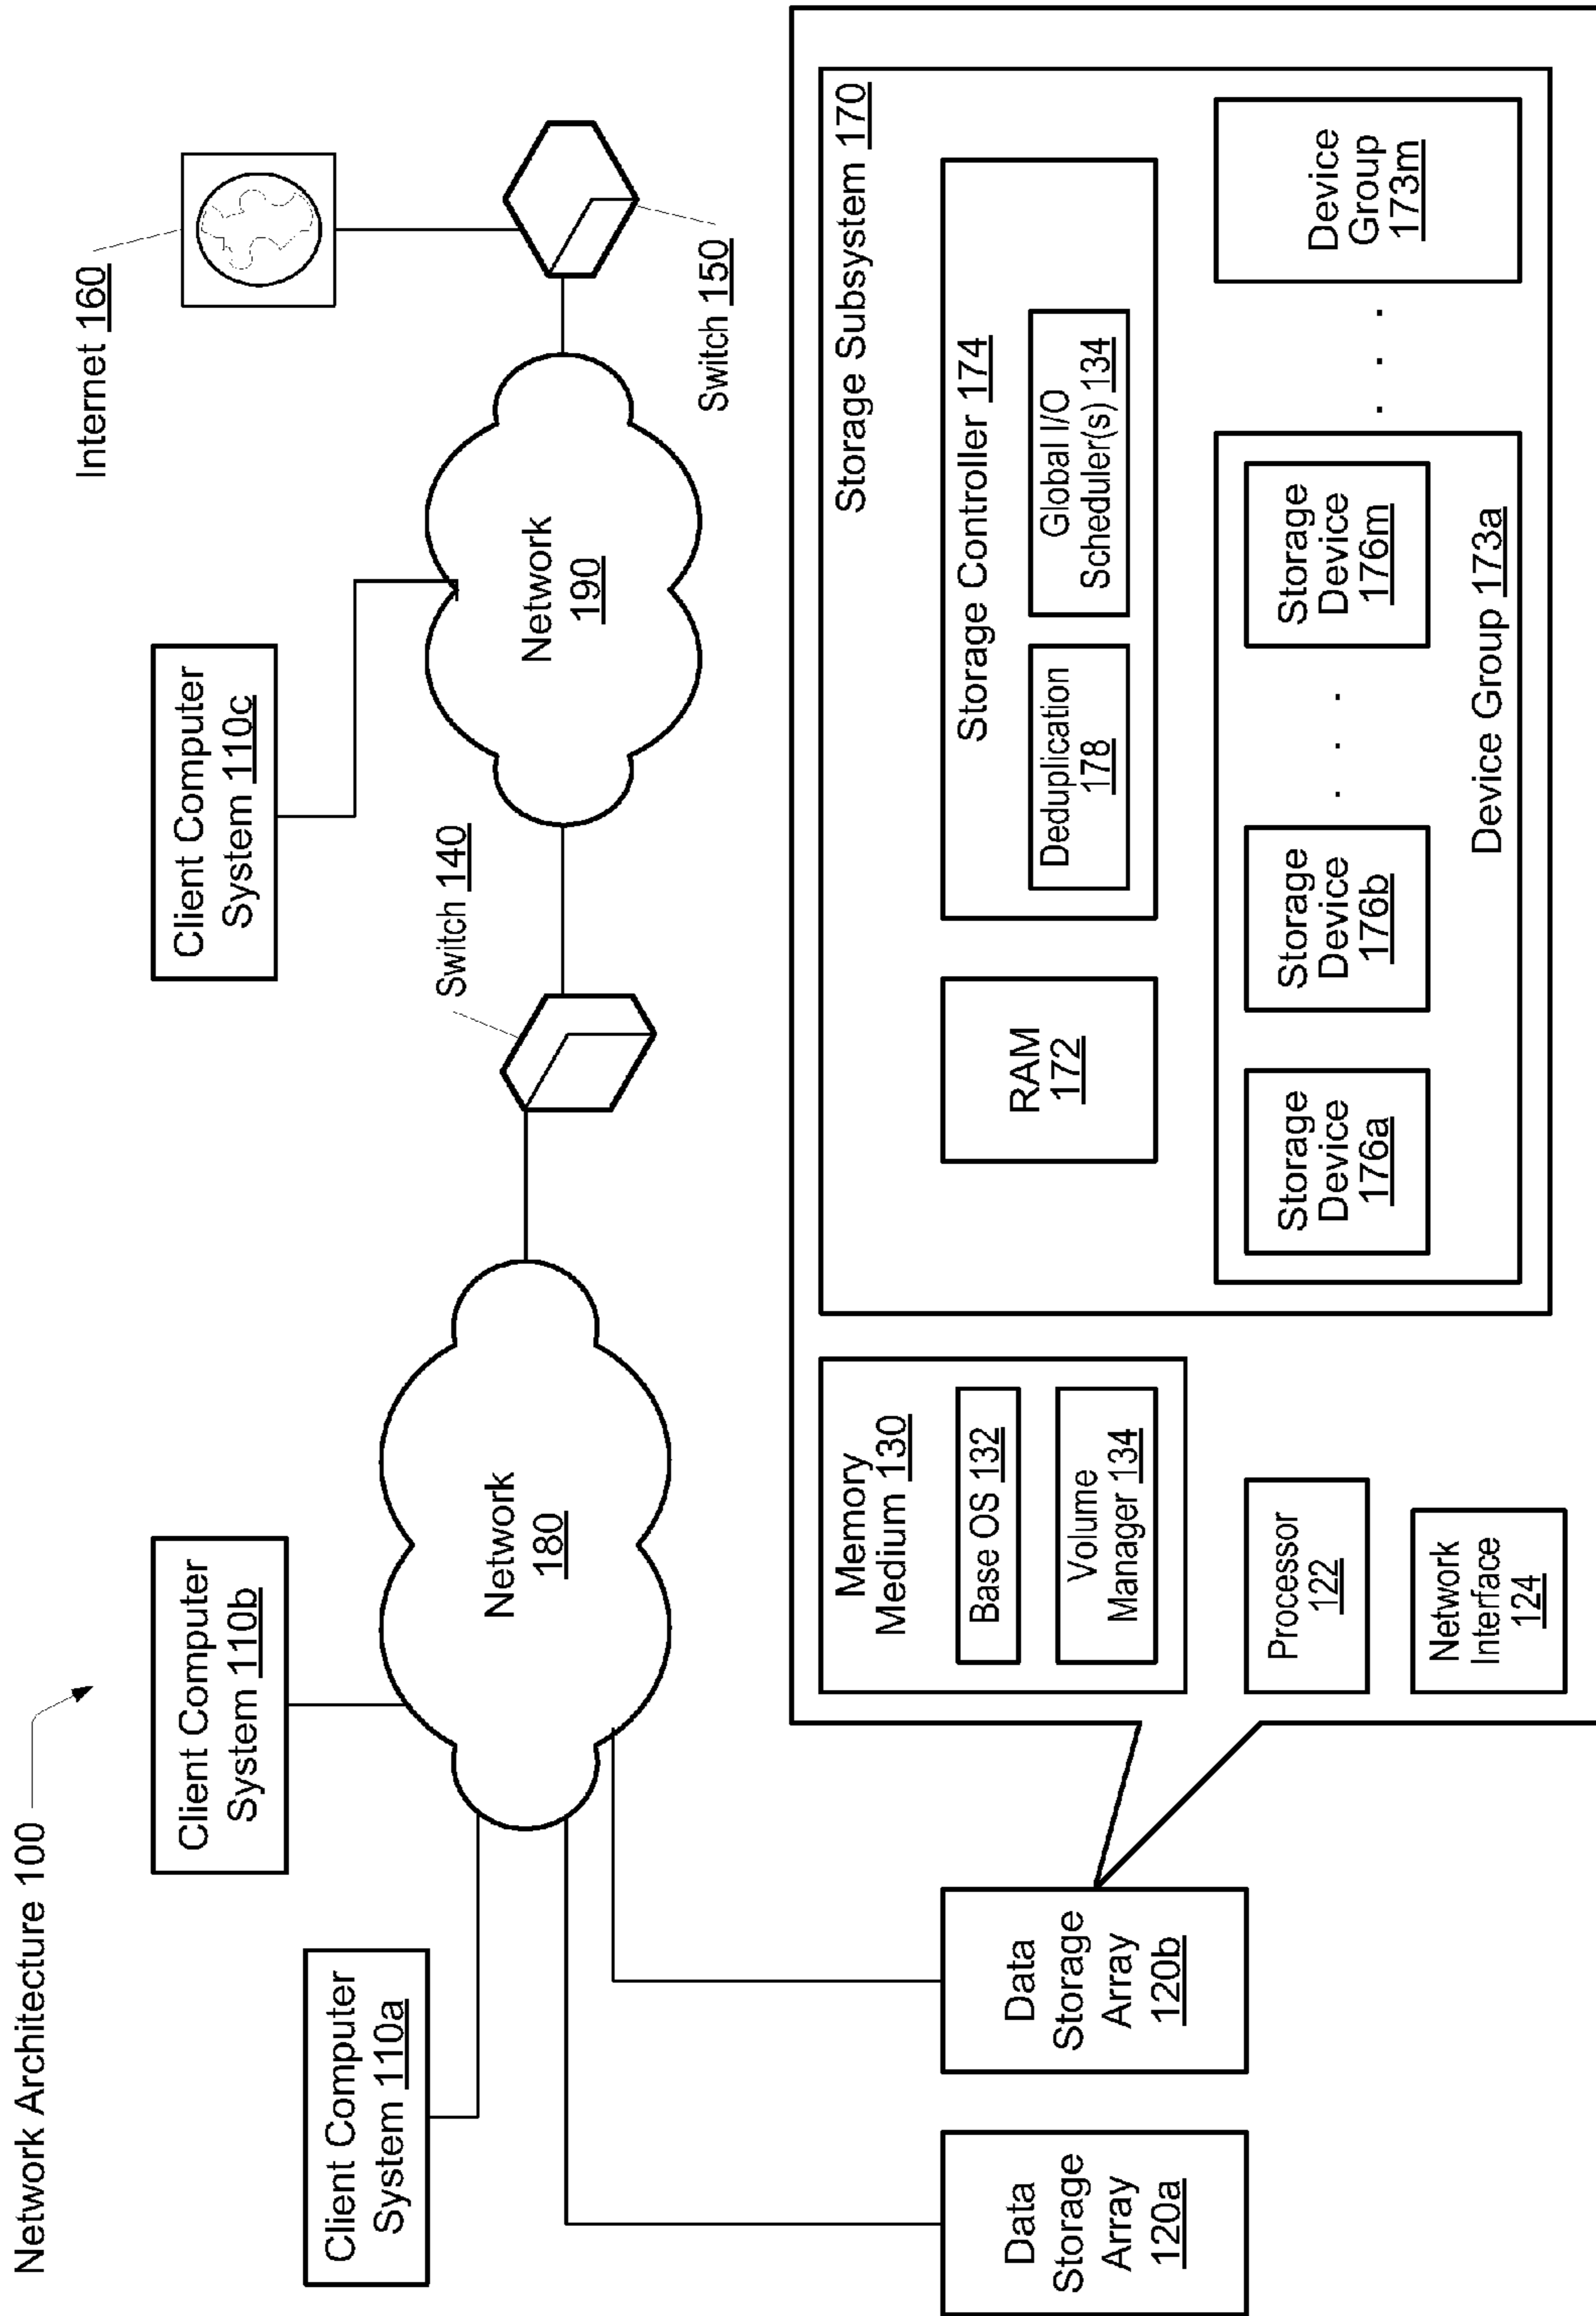 Network Architecture 100
Client Computer
System 110a
Client Computer
System 110b
Client Computer
System 110c
Internet 160
Switch 140
Switch 150
Network
180
Network
190
Data
Storage
Array
120a
Data
Storage
Array
120b
Memory
Medium 130
Base OS 132
Volume
Manager 134
Processor
122
Network
Interface
124
Storage Subsystem 170
RAM
172
Storage Controller 174
Deduplication
178
Global I/O
Scheduler(s) 134
Storage
Device
176a
Storage
Device
176b
. . .
Storage
Device
176m
Device Group 173a
. . .
Device
Group
173m